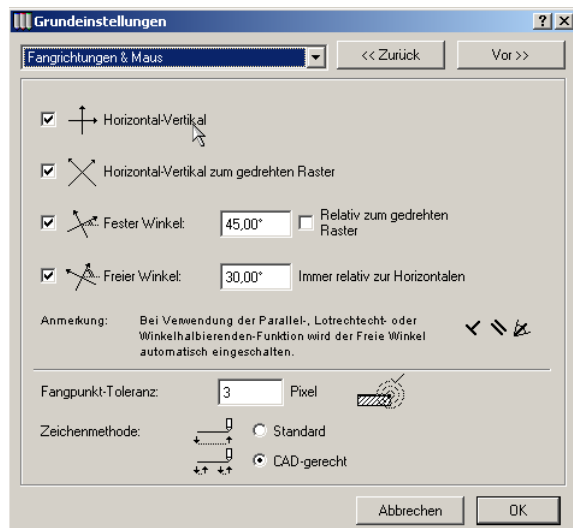 Grundeinstellungen
Fangrichtungen & Maus
<< Zurück
Vor >>
Horizontal-Vertikal
Horizontal-Vertikal zum gedrehten Raster
Fester Winkel:
45,00°
Relativ zum gedrehten
Raster
Freier Winkel:
30,00°
Immer relativ zur Horizontalen
Anmerkung:
Bei Verwendung der Parallel-, Lotrechtecht- oder
Winkelhalbierenden-Funktion wird der Freie Winkel
automatisch eingeschalten.
Fangpunkt-Toleranz:
3
Pixel
Zeichenmethode:
Standard
CAD-gerecht
Abbrechen
OK